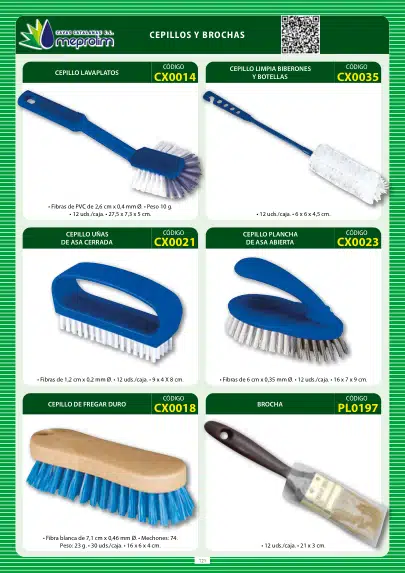 ZAPAS CATALANAS S.L.
meprolim
CEPILLOS Y BROCHAS
CEPILLO LAVAPLATOS
CÓDIGO
CX0014
• Fibras de PVC de 2,6 cm x 0,4 mm Ø. • Peso 10 g.
• 12 uds./caja. • 27,5 x 7,3 x 5 cm.
CEPILLO LIMPIA BIBERONES
Y BOTELLAS
CÓDIGO
CX0035
• 12 uds./caja. • 6 x 6 x 4,5 cm.
CEPILLO UÑAS
DE ASA CERRADA
CÓDIGO
CX0021
• Fibras de 1,2 cm x 0,2 mm Ø. • 12 uds./caja. • 9 x 4 X 8 cm.
CEPILLO PLANCHA
DE ASA ABIERTA
CÓDIGO
CX0023
• Fibras de 6 cm x 0,35 mm Ø. • 12 uds./caja. • 16 x 7 x 9 cm.
CEPILLO DE FREGAR DURO
CÓDIGO
CX0018
• Fibra blanca de 7,1 cm x 0,46 mm Ø. • Mechones: 74.
Peso: 23 g. • 30 uds./caja. • 16 x 6 x 4 cm.
BROCHA
CÓDIGO
PL0197
• 12 uds./caja. • 21 x 3 cm.